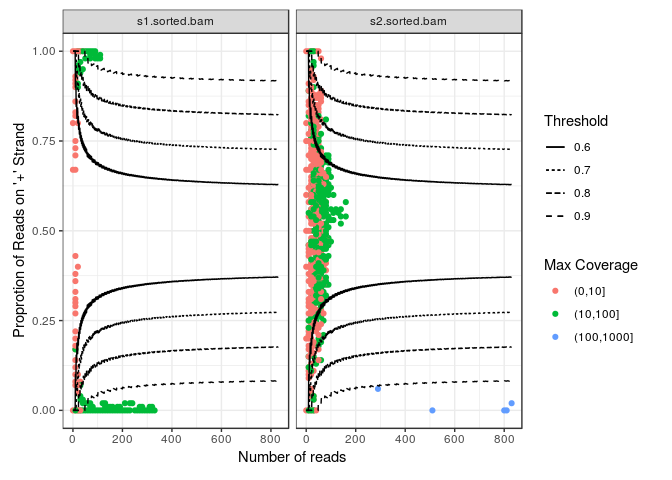 s1.sorted.bam
s2.sorted.bam
1.00
0.75
0.50
0.25
0.00
0 200 400 600 800
0 200 400 600 800
Number of reads
Proprotion of Reads on '+' Strand
Threshold
0.6
0.7
0.8
0.9
Max Coverage
(0,10]
(10,100]
(100,1000]